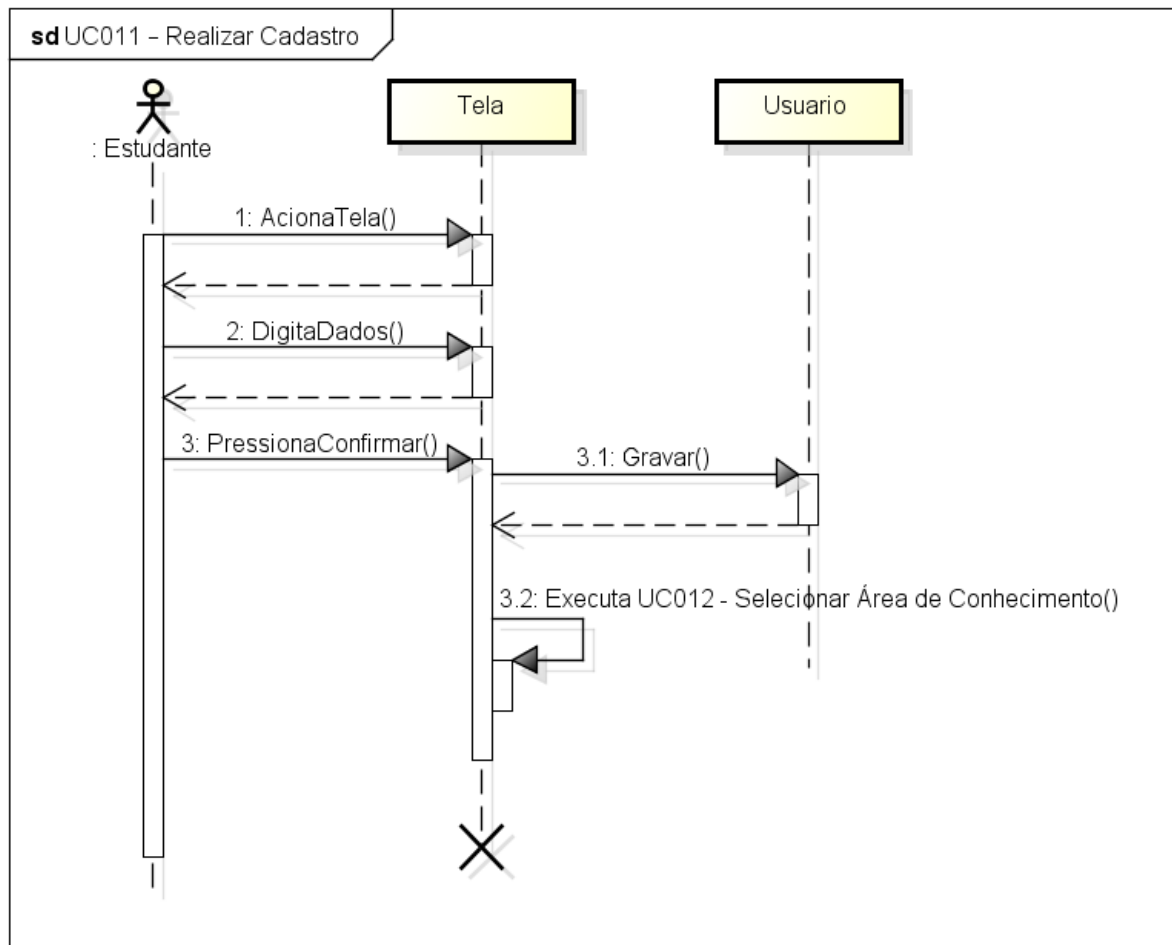 sd UC011 - Realizar Cadastro
: Estudante
Tela
Usuario
1: AcionaTela()
2: DigitaDados()
3: PressionaConfirmar()
3.1: Gravar()
3.2: Executa UC012 - Selecionar Área de Conhecimento()